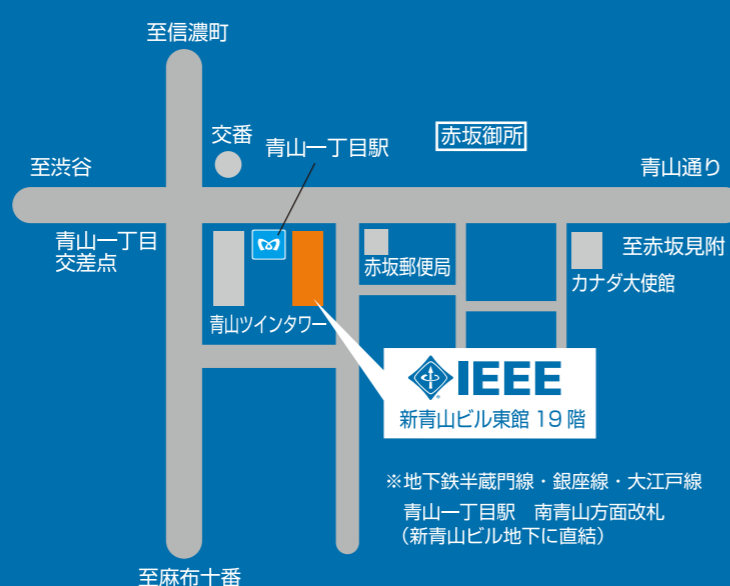 至信濃町
交番
青山一丁目駅
赤坂御所
至渋谷
青山通り
青山一丁目
交差点
赤坂郵便局
至赤坂見附
カナダ大使館
青山ツインタワー
IEEE
新青山ビル東館 19 階
※地下鉄半蔵門線・銀座線・大江戸線
青山一丁目駅　南青山方面改札
（新青山ビル地下に直結）
至麻布十番